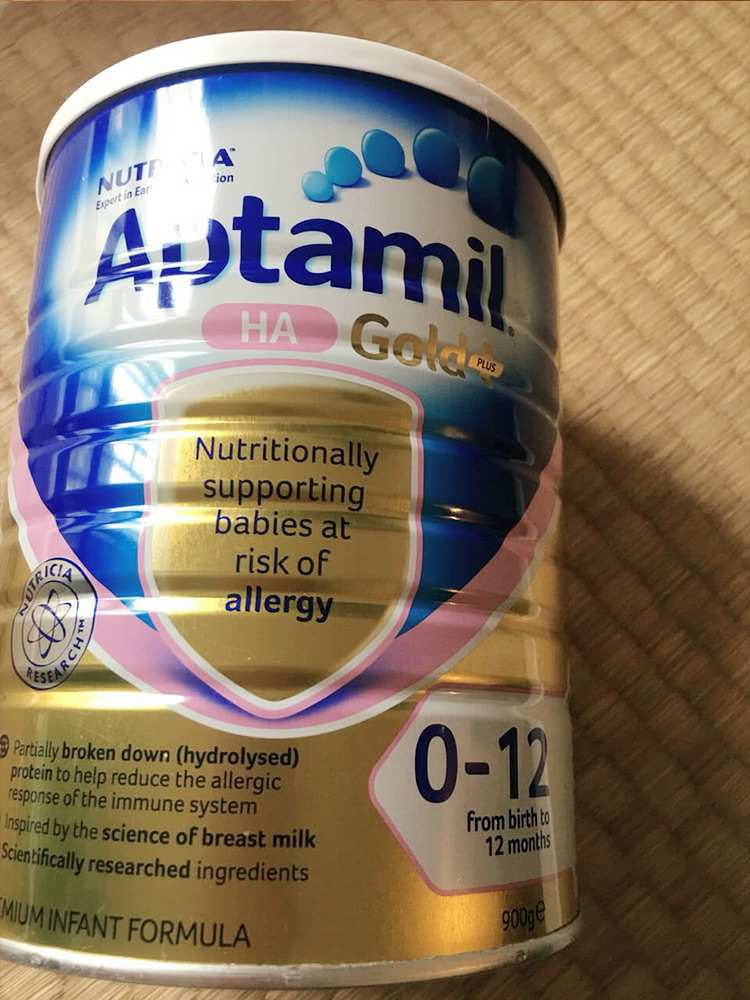 Aptamil
HA Gold PLUS
Nutritionally
supporting
babies at
risk of
allergy
NUTRICIA
RESEARCH™
Partially broken down (hydrolysed)
protein to help reduce the allergic
response of the immune system
Inspired by the science of breast milk
Scientifically researched ingredients
0-12
from birth to
12 months
INFANT FORMULA
900g e